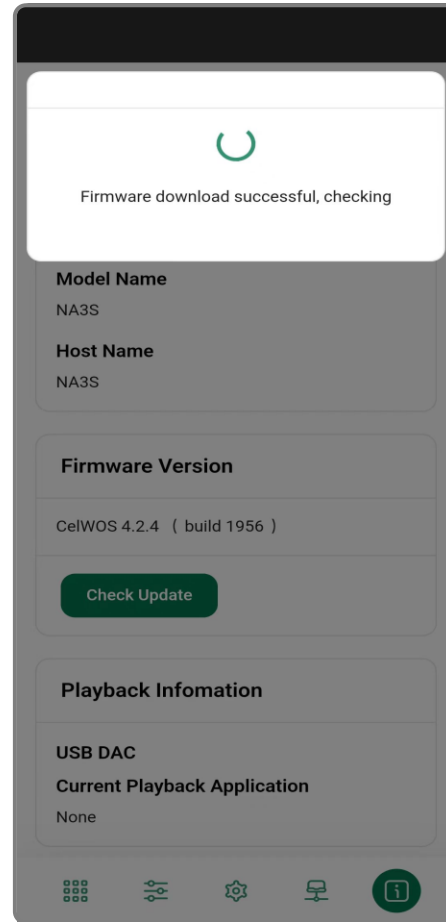 Firmware download successful, checking
Model Name
NA3S
Host Name
NA3S
Firmware Version
CelWOS 4.2.4 ( build 1956 )
Check Update
Playback Infomation
USB DAC
Current Playback Application
None